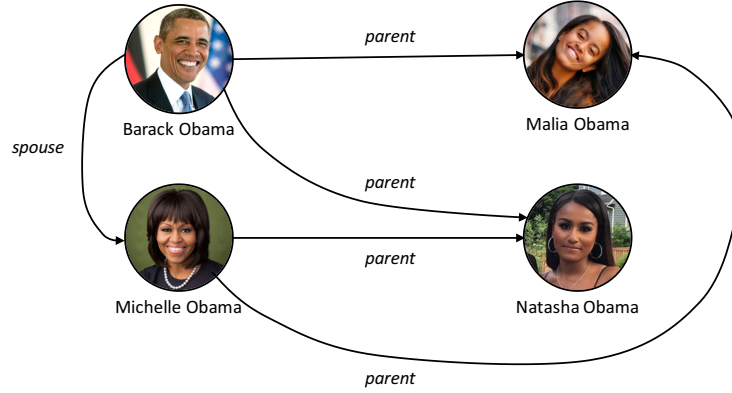 parent
Barack Obama
Malia Obama
spouse
parent
parent
Michelle Obama
Natasha Obama
parent